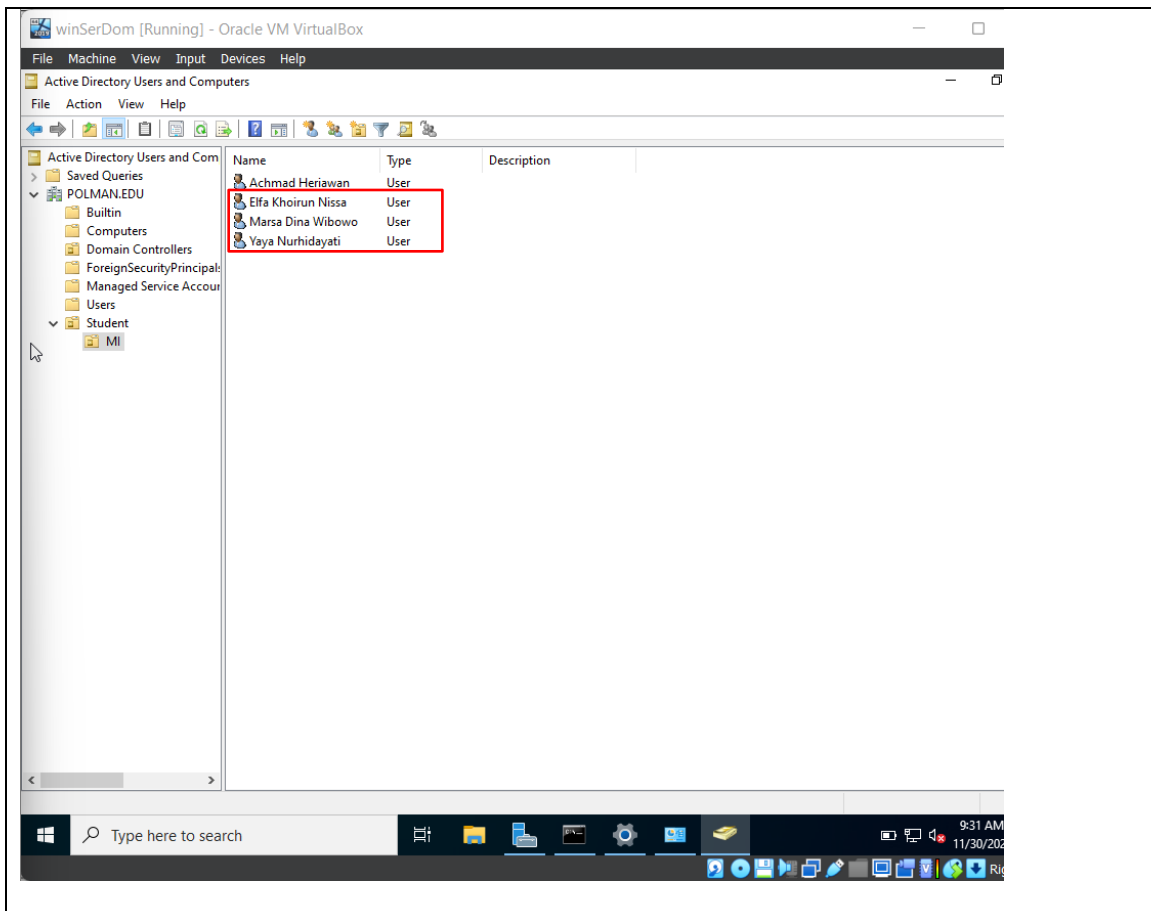 winSerDom [Running] - Oracle VM VirtualBox
File Machine View Input Devices Help
Active Directory Users and Computers
File Action View Help
Active Directory Users and Com
Name Type Description
Saved Queries
POLMAN.EDU
Builtin
Computers
Domain Controllers
ForeignSecurityPrincipals
Managed Service Accour
Users
Student
MI
Achmad Heriawan User
Elfa Khoirun Nissa User
Marsa Dina Wibowo User
Yaya Nurhidayati User
Type here to search
9:31 AM
11/30/202
Rig